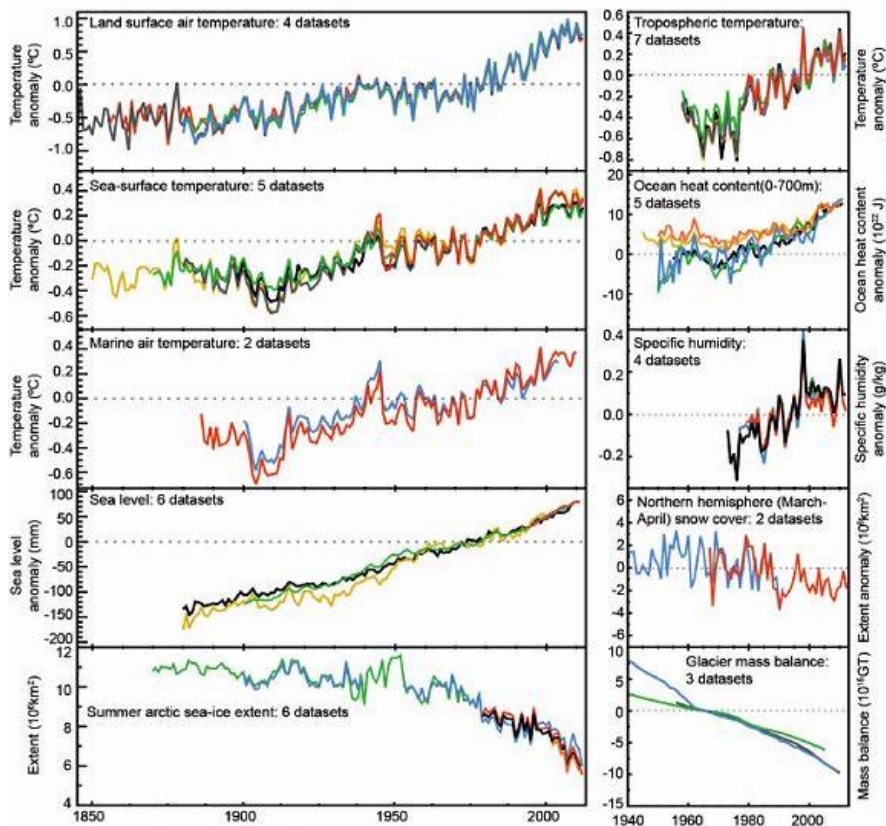 Land surface air temperature: 4 datasets
1.0
0.5
0.0
-0.5
-1.0
Temperature
anomaly (ºC)
Sea-surface temperature: 5 datasets
0.4
0.2
0.0
-0.2
-0.4
-0.6
Temperature
anomaly (ºC)
Marine air temperature: 2 datasets
0.4
0.2
0.0
-0.2
-0.4
-0.6
Temperature
anomaly (ºC)
Sea level: 6 datasets
100
50
0
-50
-100
-150
-200
Sea level
anomaly (mm)
Summer arctic sea-ice extent: 6 datasets
12
10
8
6
4
Extent (10⁶km²)
1850
1900
1950
2000
Tropospheric temperature:
7 datasets
0.6
0.4
0.2
0.0
-0.2
-0.4
-0.6
-0.8
Temperature
anomaly (ºC)
Ocean heat content(0-700m):
5 datasets
20
10
0
-10
Ocean heat content
anomaly (10²² J)
Specific humidity:
4 datasets
0.4
0.2
0.0
-0.2
Specific humidity
anomaly (g/kg)
Northern hemisphere (March-
April) snow cover: 2 datasets
6
4
2
0
-2
-4
-6
Extent anomaly (10⁶km²)
Glacier mass balance:
3 datasets
10
5
0
-5
-10
-15
Mass balance (10¹⁵GT)
1940
1960
1980
2000